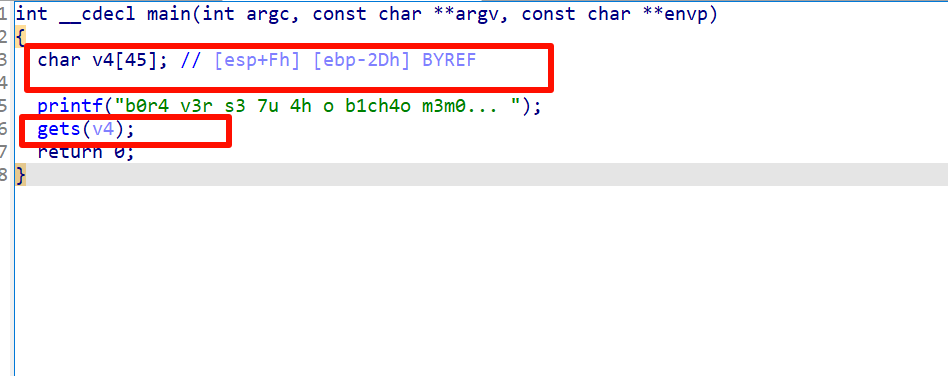 1 int __cdecl main(int argc, const char **argv, const char **envp)
2 {
3 char v4[45]; // [esp+Fh] [ebp-2Dh] BYREF
4
5 printf("b0r4 v3r s3 7u 4h o b1ch4o m3m0... ");
6 gets(v4);
7 return 0;
8 }